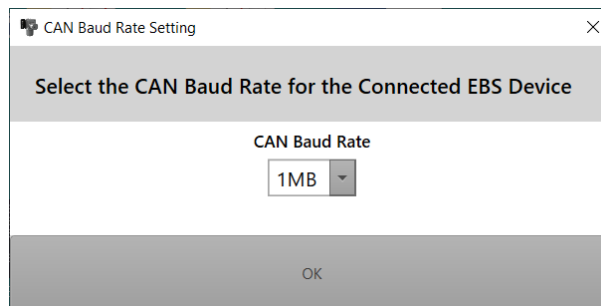 CAN Baud Rate Setting
Select the CAN Baud Rate for the Connected EBS Device
CAN Baud Rate
1MB
OK